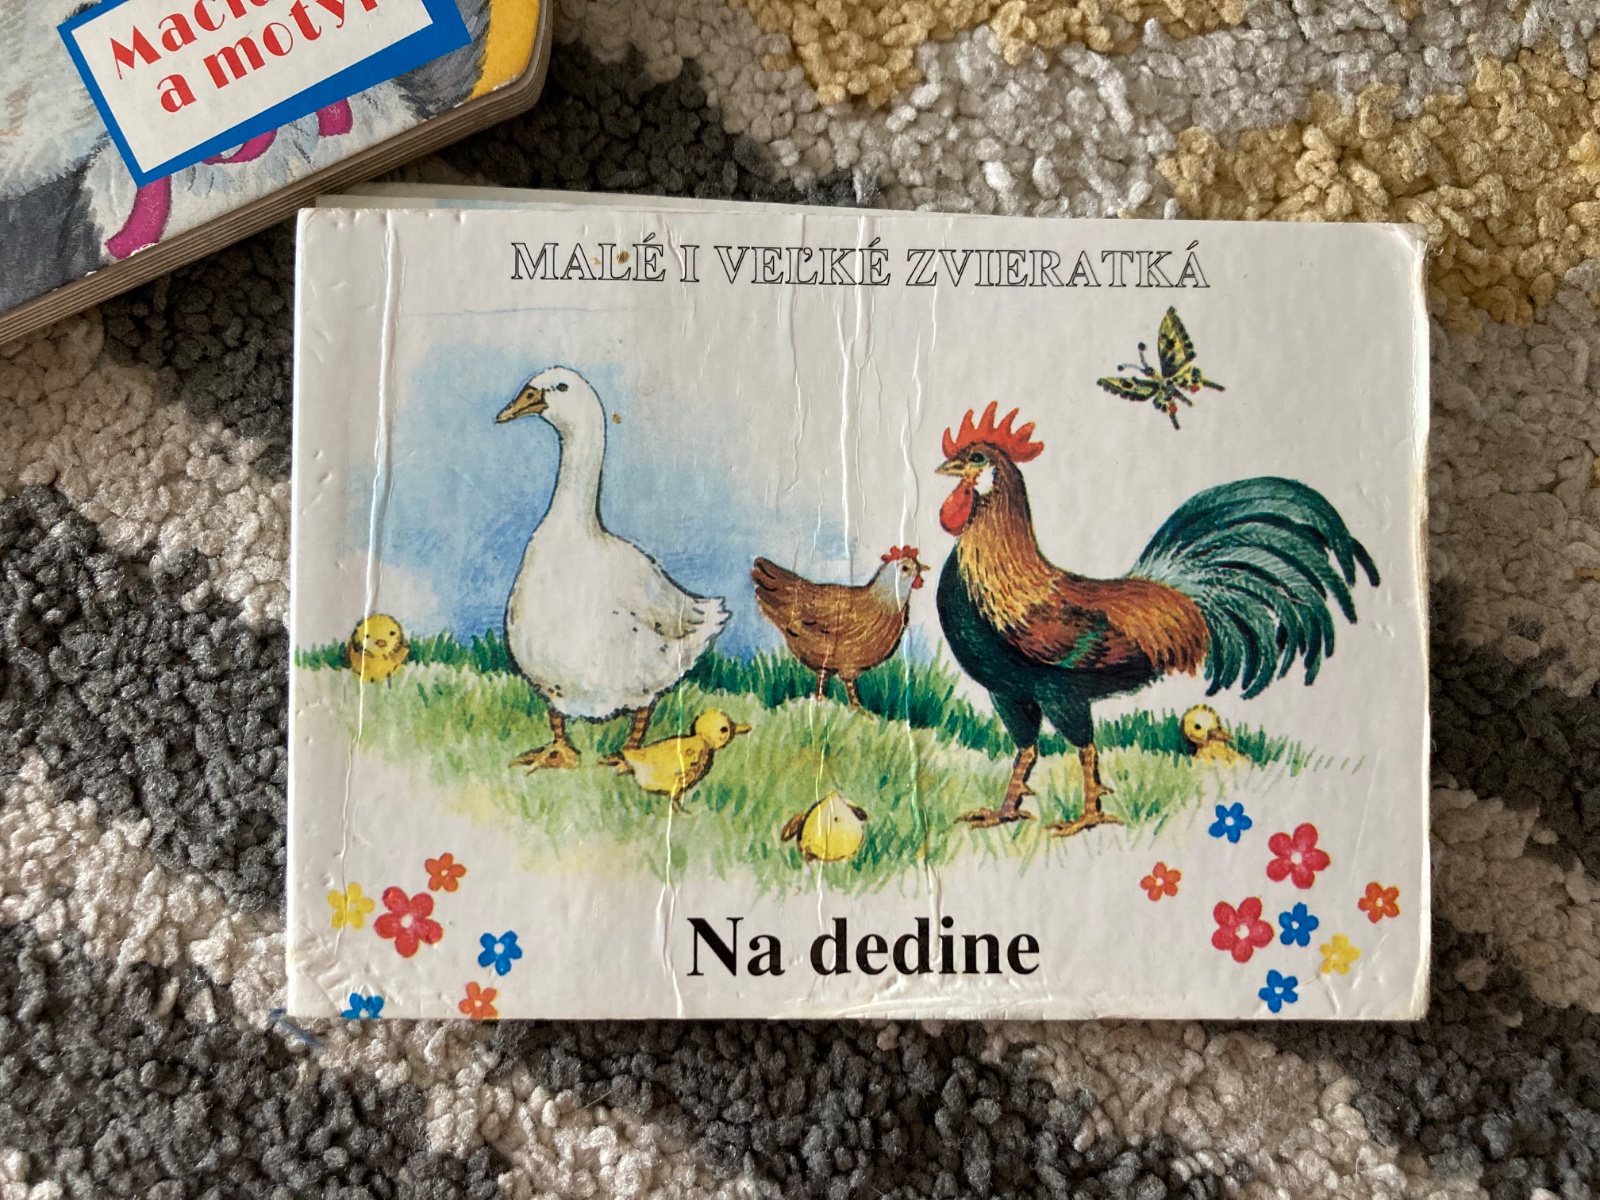 a
MALÉ I VEĽKÉ ZVIERATKÁ
Na dedine